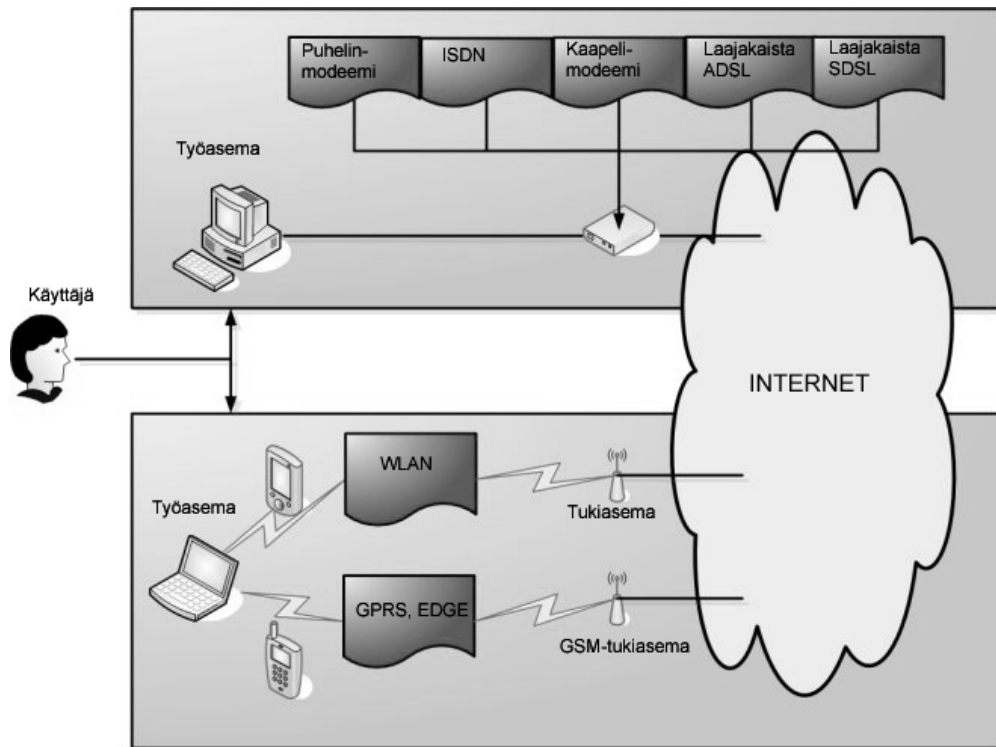 Puhelin-
modeemi
ISDN
Kaapeli-
modeemi
Laajakaista
ADSL
Laajakaista
SDSL
Työasema
Käyttäjä
INTERNET
WLAN
Työasema
Tukiasema
GPRS, EDGE
GSM-tukiasema